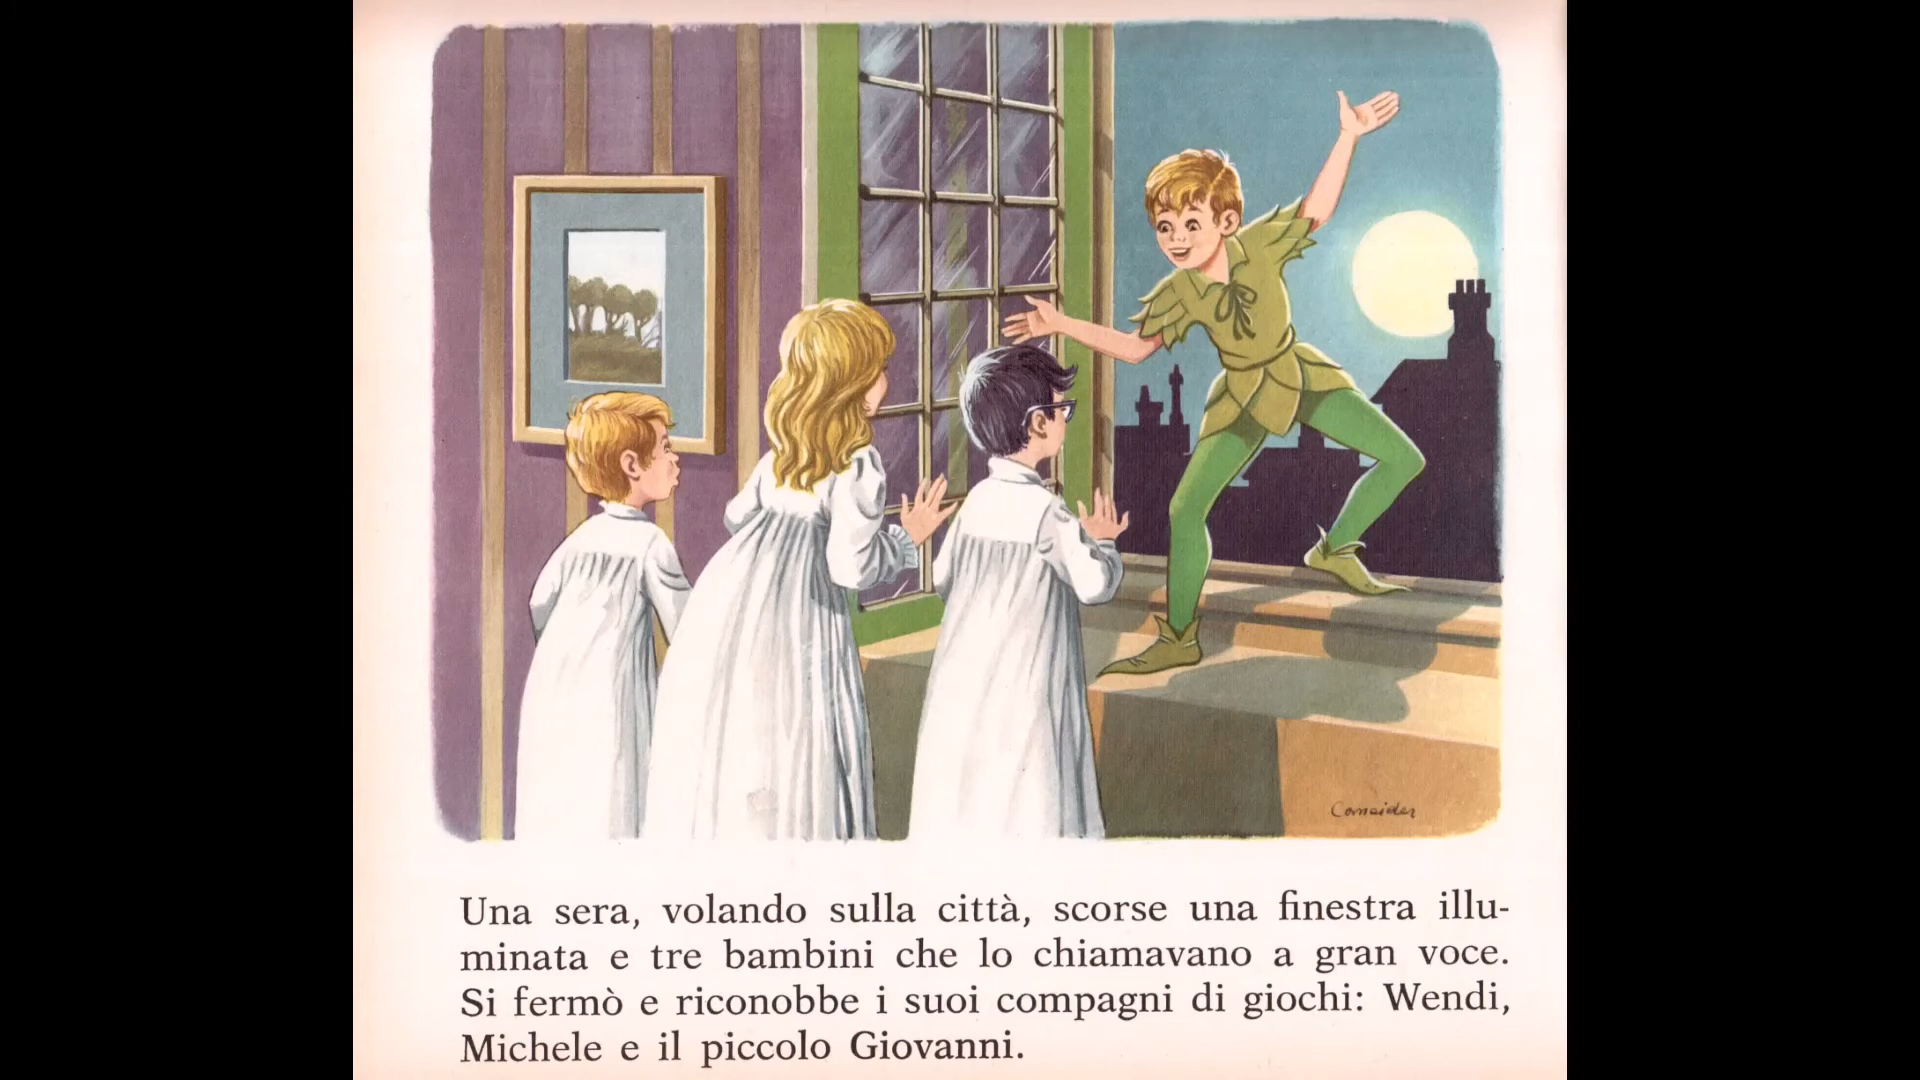 Comeider
Una sera, volando sulla città, scorse una finestra illu-
minata e tre bambini che lo chiamavano a gran voce.
Si fermò e riconobbe i suoi compagni di giochi: Wendi,
Michele e il piccolo Giovanni.